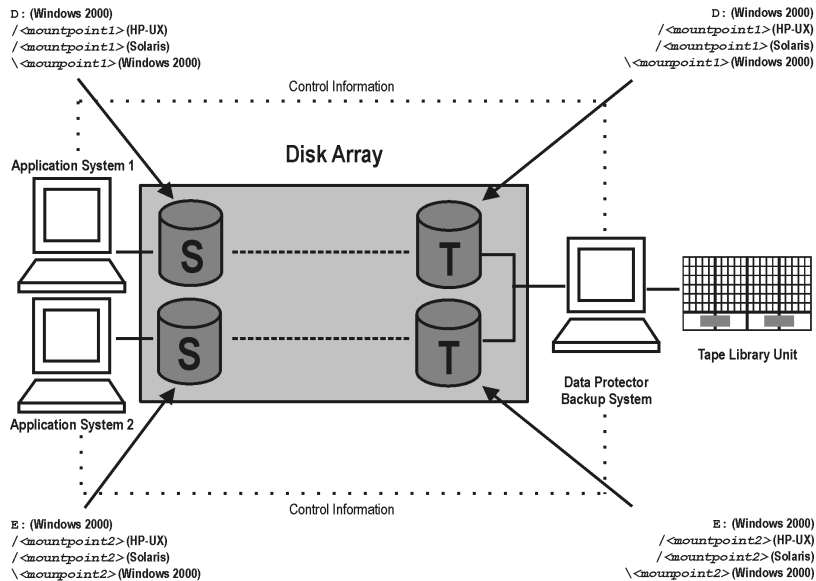 D: (Windows 2000)
/<mountpoint1> (HP-UX)
/<mountpoint1> (Solaris)
\<mounpoint1> (Windows 2000)
D: (Windows 2000)
/<mountpoint1> (HP-UX)
/<mountpoint1> (Solaris)
\<mounpoint1> (Windows 2000)
Control Information
Application System 1
Disk Array
S
T
S
T
Tape Library Unit
Data Protector
Backup System
Application System 2
Control Information
E: (Windows 2000)
/<mountpoint2> (HP-UX)
/<mountpoint2> (Solaris)
\<mounpoint2> (Windows 2000)
E: (Windows 2000)
/<mountpoint2> (HP-UX)
/<mountpoint2> (Solaris)
\<mounpoint2> (Windows 2000)